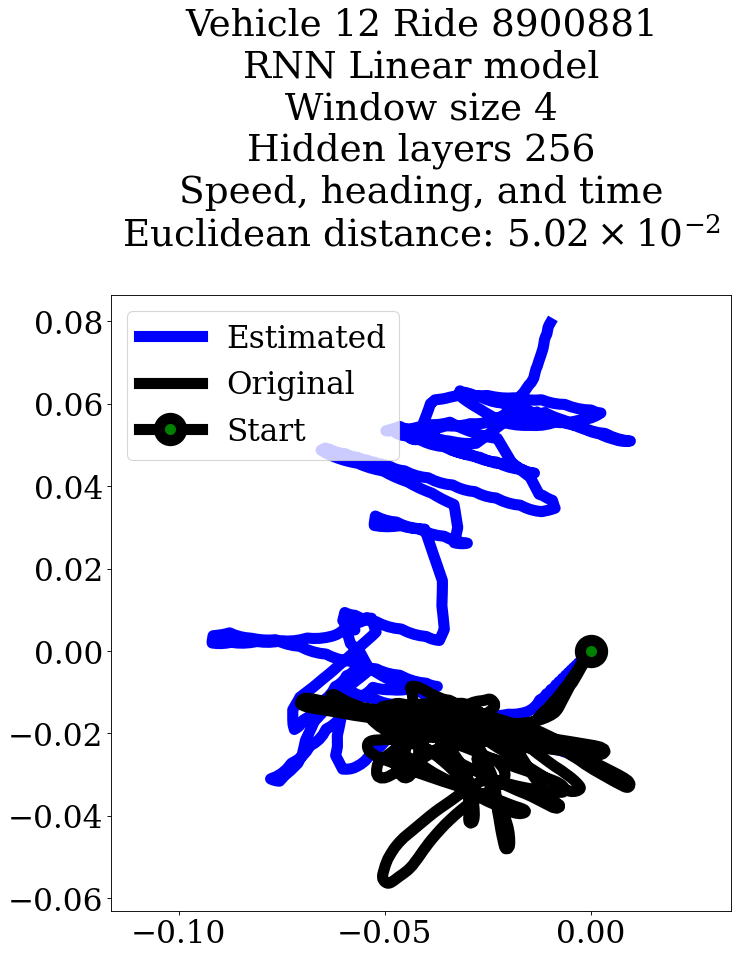 Vehicle 12 Ride 8900881
RNN Linear model
Window size 4
Hidden layers 256
Speed, heading, and time
Euclidean distance: 5.02 × 10⁻²
Estimated
Original
Start
0.08
0.06
0.04
0.02
0.00
−0.02
−0.04
−0.06
−0.10
−0.05
0.00